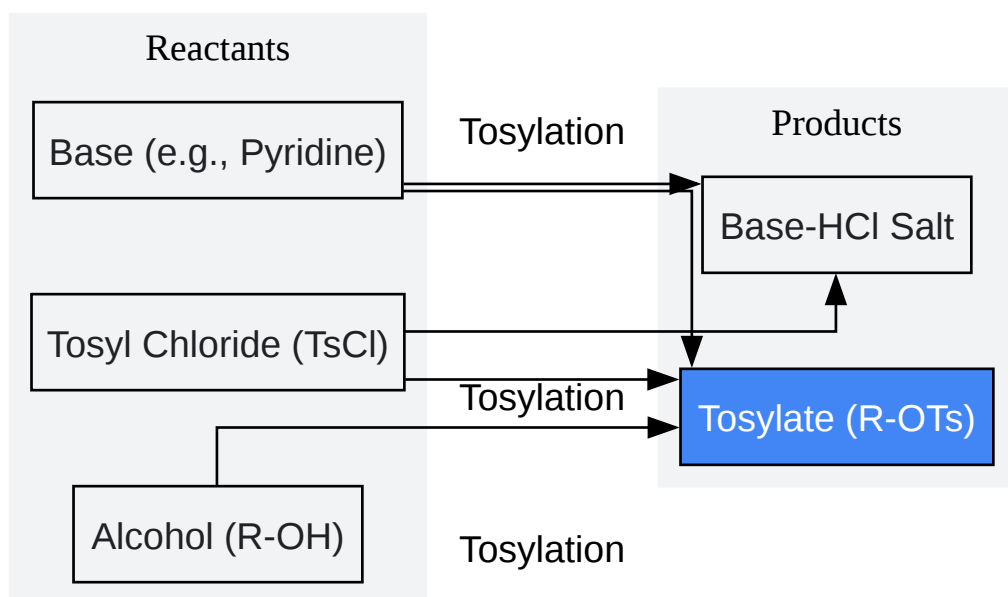 Reactants
Base (e.g., Pyridine)
Tosylation
Products
Base-HCl Salt
Tosyl Chloride (TsCl)
Tosylation
Tosylate (R-OTs)
Alcohol (R-OH)
Tosylation